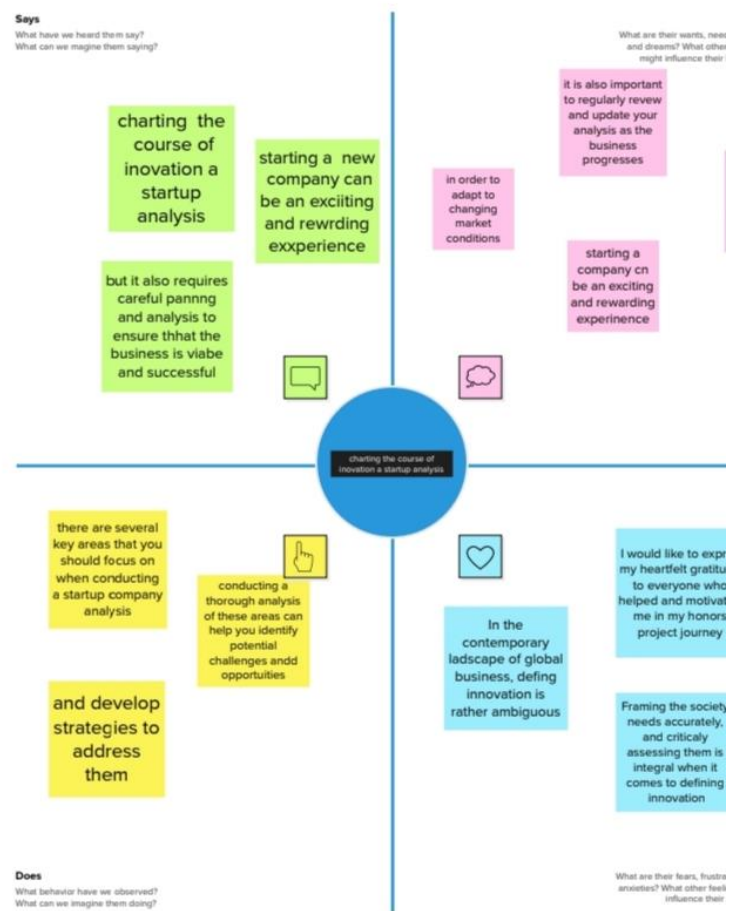 Says
What have we heard them say?
What can we magine them saying?
What are their wants, need
and dreams? What other
might influence their
charting the
course of
inovation a
startup
analysis
starting a new
company can
be an exciiting
and rewrding
exxperience
but it also requires
careful pannng
and analysis to
ensure thhat the
business is viabe
and successful
it is also important
to regularly revew
and update your
analysis as the
business
progresses
in order to
adapt to
changing
market
conditions
starting a
company cn
be an exciting
and rewarding
experinence
charting the course of
inovation a startup analysis
there are several
key areas that you
should focus on
when conducting
a startup company
analysis
conducting a
thorough analysis
of these areas can
help you identify
potential
challenges andd
opportuities
and develop
strategies to
address
them
In the
contemporary
ladscape of global
business, defing
innovation is
rather ambiguous
I would like to expr
my heartfelt gratitu
to everyone who
helped and motivat
me in my honors
project journey
Framing the society
needs accurately,
and criticaly
assessing them is
integral when it
comes to defining
innovation
Does
What behavior have we observed?
What can we imagine them doing?
What are their fears, frustra
anxieties? What other feeli
influence their